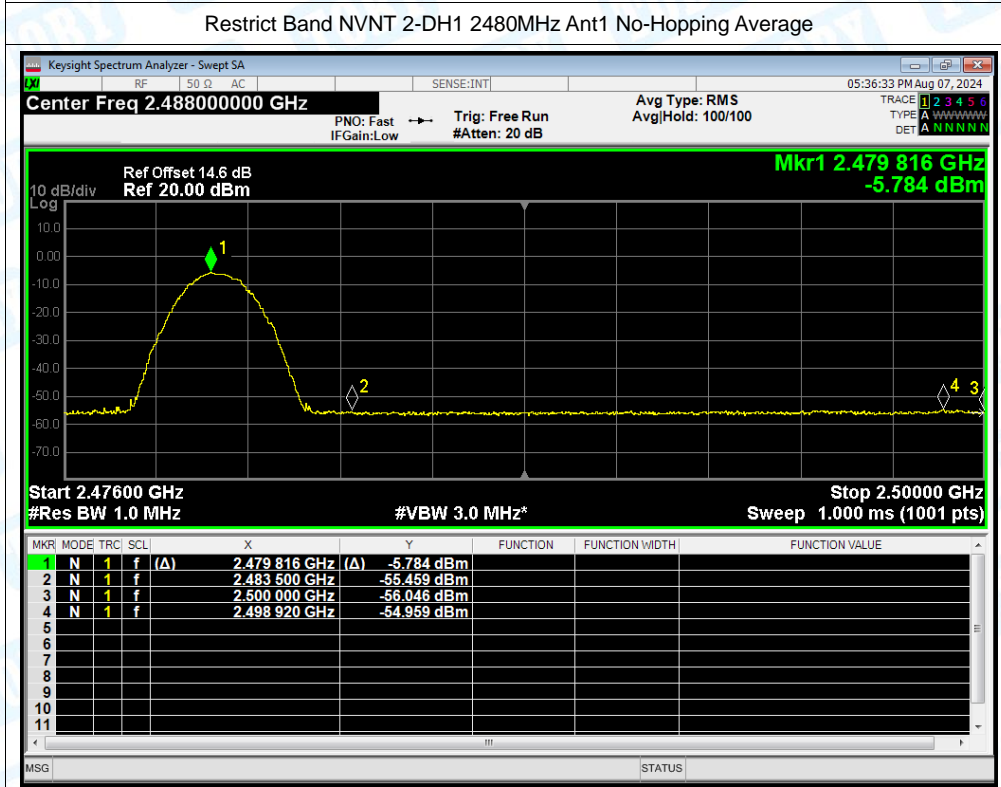 Restrict Band NVNT 2-DH1 2480MHz Ant1 No-Hopping Average
Keysight Spectrum Analyzer - Swept SA
LXI RF 50 Ω AC SENSE:INT 05:36:33 PM Aug 07, 2024
Center Freq 2.488000000 GHz
PNO: Fast
IFGain:Low
Trig: Free Run
#Atten: 20 dB
Avg Type: RMS
Avg|Hold: 100/100
TRACE 1 2 3 4 5 6
TYPE A WWWWW
DET A N N N N N
Mkr1 2.479 816 GHz
-5.784 dBm
Ref Offset 14.6 dB
10 dB/div Ref 20.00 dBm
Log
10.0
0.00
-10.0
-20.0
-30.0
-40.0
-50.0
-60.0
-70.0
1
2
4 3
Start 2.47600 GHz Stop 2.50000 GHz
#Res BW 1.0 MHz #VBW 3.0 MHz* Sweep 1.000 ms (1001 pts)
MKR MODE TRC SCL X Y FUNCTION FUNCTION WIDTH FUNCTION VALUE
1 N 1 f (Δ) 2.479 816 GHz (Δ) -5.784 dBm
2 N 1 f 2.483 500 GHz -55.459 dBm
3 N 1 f 2.500 000 GHz -56.046 dBm
4 N 1 f 2.498 920 GHz -54.959 dBm
5
6
7
8
9
10
11
MSG STATUS